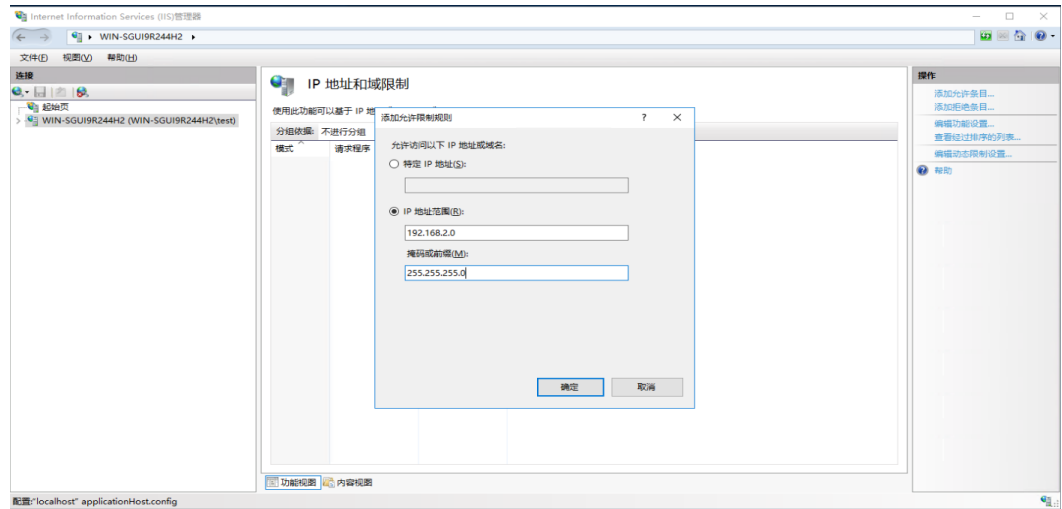 Internet Information Services (IIS)管理器
WIN-SGUI9R244H2
文件(F) 视图(V) 帮助(H)
连接
起始页
WIN-SGUI9R244H2 (WIN-SGUI9R244H2\test)
IP 地址和域限制
使用此功能可以基于 IP 地
分组依据: 不进行分组
模式 请求程序
添加允许限制规则
允许访问以下 IP 地址或域名:
特定 IP 地址(S):
IP 地址范围(R):
192.168.2.0
掩码或前缀(M):
255.255.255.0
确定 取消
功能视图 内容视图
操作
添加允许条目...
添加拒绝条目...
编辑功能设置...
查看经过排序的列表...
编辑动态限制设置...
帮助
配置:"localhost" applicationHost.config